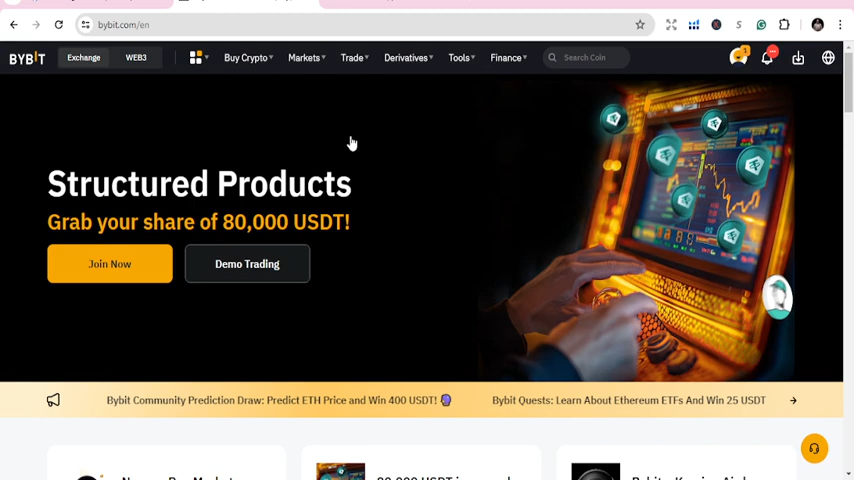 bybit.com/en
BYBIT Exchange WEB3 Buy Crypto Markets Trade Derivatives Tools Finance Search Coin
1
Structured Products
Grab your share of 80,000 USDT!
Join Now Demo Trading
Bybit Community Prediction Draw: Predict ETH Price and Win 400 USDT! Bybit Quests: Learn About Ethereum ETFs And Win 25 USDT